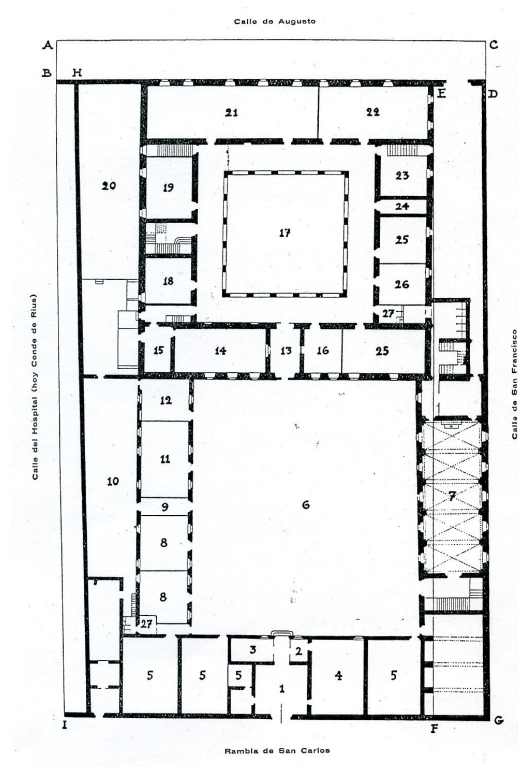 Calle de Augusto
A C
B H E D
21 22
20 19 23
24
17 25
18 26
27
15 14 13 16 25
12
11 7
10 9 6
8
8
27
3 2
5 5 5 1 4 5
I F G
Rambla de San Carlos
Calle del Hospital (hoy Conde de Rius)
Calle de San Francisco